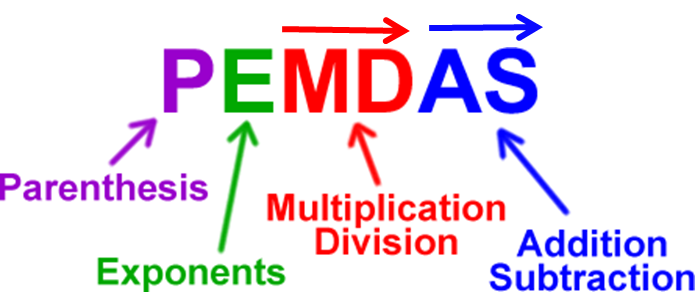 PEMDAS
Parenthesis
Exponents
Multiplication
Division
Addition
Subtraction